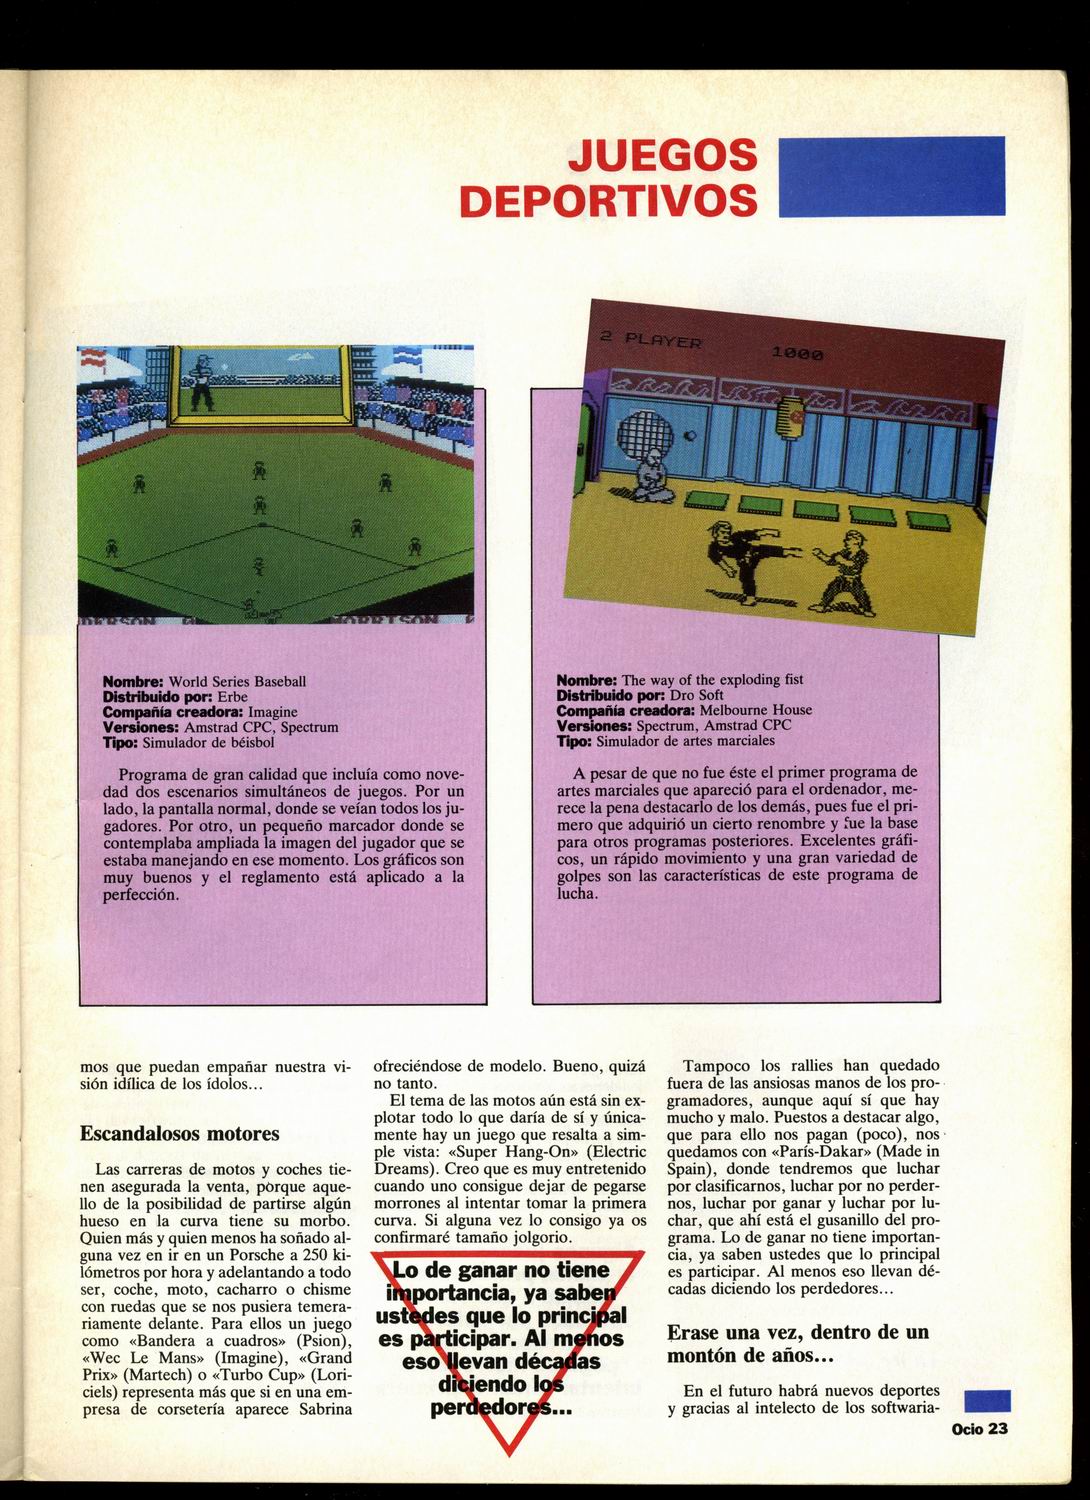 JUEGOS
DEPORTIVOS
2 PLAYER 1000
DERSON
MORRISON
Nombre: World Series Baseball
Distribuido por: Erbe
Compañía creadora: Imagine
Versiones: Amstrad CPC, Spectrum
Tipo: Simulador de béisbol
Programa de gran calidad que incluía como nove-
dad dos escenarios simultáneos de juegos. Por un
lado, la pantalla normal, donde se veían todos los ju-
gadores. Por otro, un pequeño marcador donde se
contemplaba ampliada la imagen del jugador que se
estaba manejando en ese momento. Los gráficos son
muy buenos y el reglamento está aplicado a la
perfección.
Nombre: The way of the exploding fist
Distribuido por: Dro Soft
Compañía creadora: Melbourne House
Versiones: Spectrum, Amstrad CPC
Tipo: Simulador de artes marciales
A pesar de que no fue éste el primer programa de
artes marciales que apareció para el ordenador, me-
rece la pena destacarlo de los demás, pues fue el pri-
mero que adquirió un cierto renombre y fue la base
para otros programas posteriores. Excelentes gráfi-
cos, un rápido movimiento y una gran variedad de
golpes son las características de este programa de
lucha.
mos que puedan empañar nuestra vi-
sión idílica de los ídolos...
Escandalosos motores
Las carreras de motos y coches tie-
nen asegurada la venta, pòrque aque-
llo de la posibilidad de partirse algún
hueso en la curva tiene su morbo.
Quien más y quien menos ha soñado al-
guna vez en ir en un Porsche a 250 ki-
lómetros por hora y adelantando a todo
ser, coche, moto, cacharro o chisme
con ruedas que se nos pusiera temera-
riamente delante. Para ellos un juego
como «Bandera a cuadros» (Psion),
«Wec Le Mans» (Imagine), «Grand
Prix» (Martech) o «Turbo Cup» (Lori-
ciels) representa más que si en una em-
presa de corsetería aparece Sabrina
ofreciéndose de modelo. Bueno, quizá
no tanto.
El tema de las motos aún está sin ex-
plotar todo lo que daría de sí y única-
mente hay un juego que resalta a sim-
ple vista: «Super Hang-On» (Electric
Dreams). Creo que es muy entretenido
cuando uno consigue dejar de pegarse
morrones al intentar tomar la primera
curva. Si alguna vez lo consigo ya os
confirmaré tamaño jolgorio.
Lo de ganar no tiene
importancia, ya saben
ustedes que lo principal
es participar. Al menos
eso llevan décadas
diciendo los
perdedores...
Tampoco los rallies han quedado
fuera de las ansiosas manos de los pro-
gramadores, aunque aquí sí que hay
mucho y malo. Puestos a destacar algo,
que para ello nos pagan (poco), nos
quedamos con «París-Dakar» (Made in
Spain), donde tendremos que luchar
por clasificarnos, luchar por no perder-
nos, luchar por ganar y luchar por lu-
char, que ahí está el gusanillo del pro-
grama. Lo de ganar no tiene importan-
cia, ya saben ustedes que lo principal
es participar. Al menos eso llevan dé-
cadas diciendo los perdedores...
Erase una vez, dentro de un
montón de años...
En el futuro habrá nuevos deportes
y gracias al intelecto de los softwaria-
Ocio 23